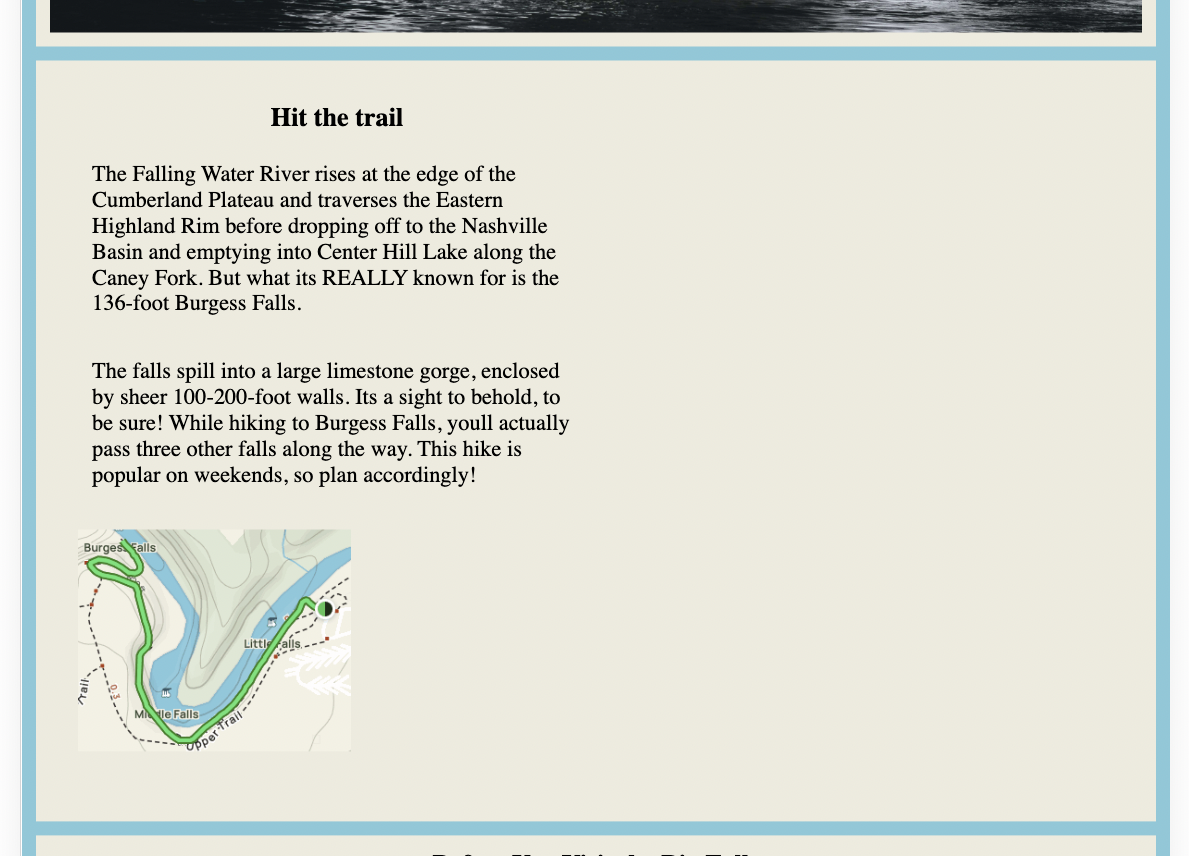 Hit the trail
The Falling Water River rises at the edge of the
Cumberland Plateau and traverses the Eastern
Highland Rim before dropping off to the Nashville
Basin and emptying into Center Hill Lake along the
Caney Fork. But what its REALLY known for is the
136-foot Burgess Falls.
The falls spill into a large limestone gorge, enclosed
by sheer 100-200-foot walls. Its a sight to behold, to
be sure! While hiking to Burgess Falls, youll actually
pass three other falls along the way. This hike is
popular on weekends, so plan accordingly!
Burgess Falls
Little Falls
Middle Falls
Upper Trail
0.3